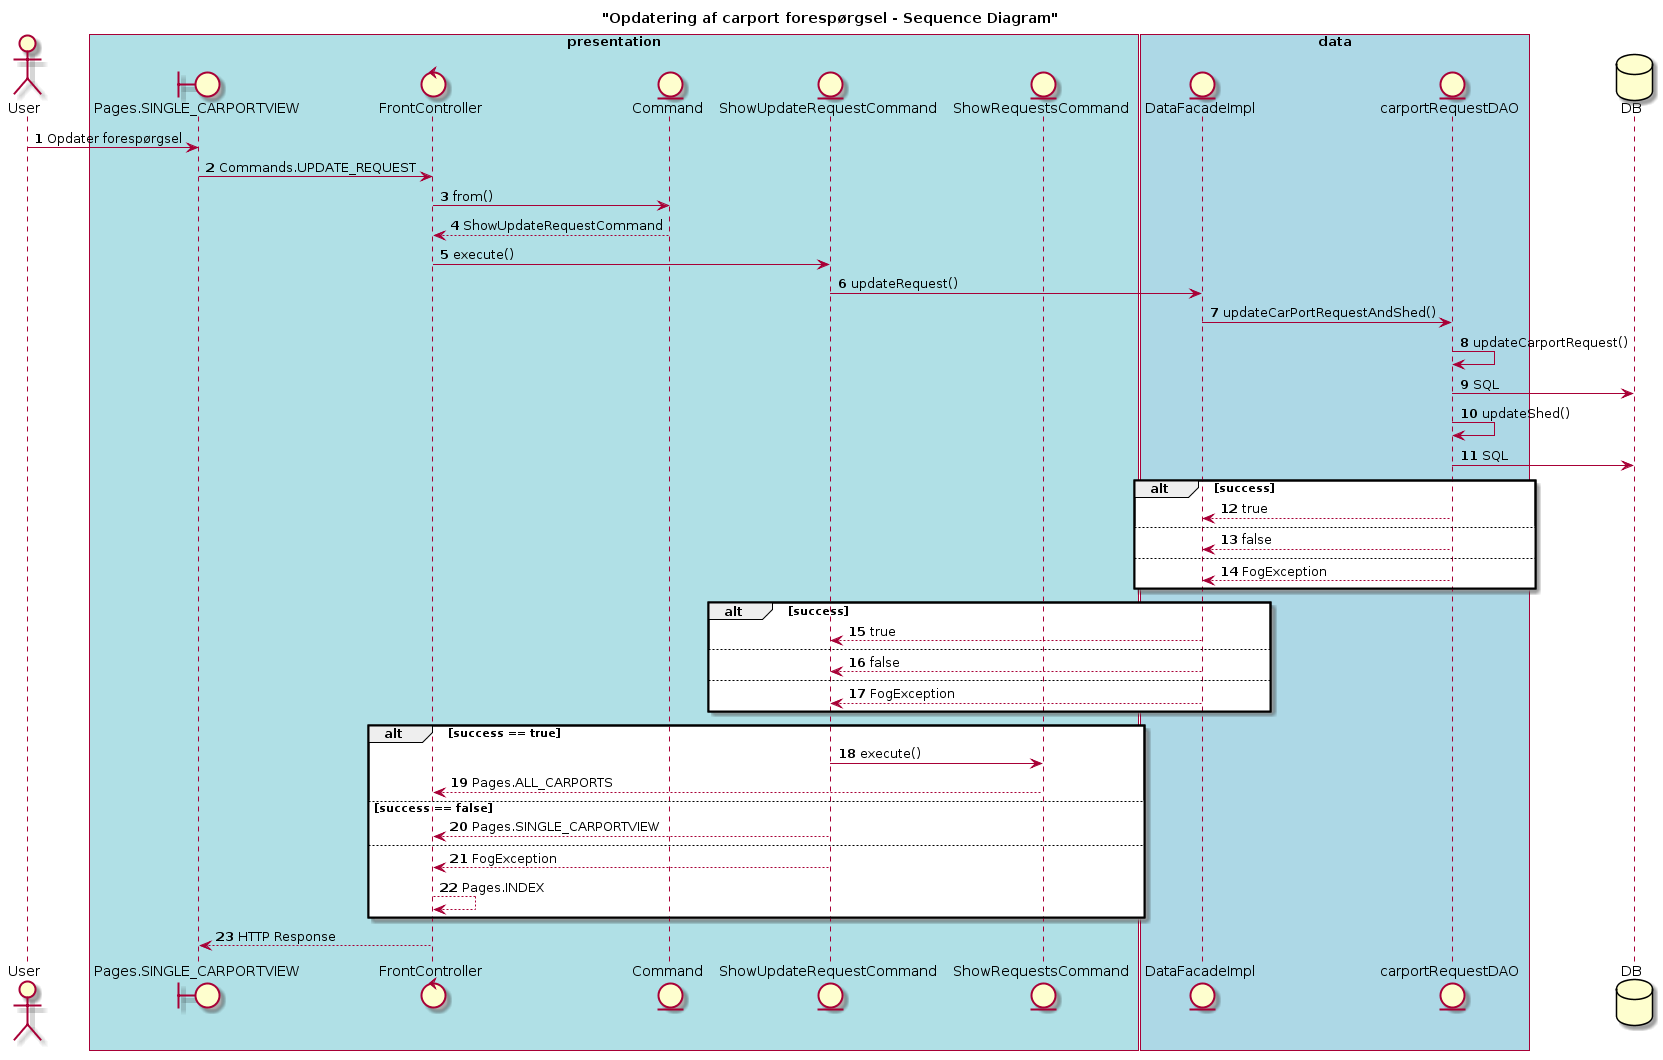 "Opdatering af carport forespørgsel - Sequence Diagram"
presentation
data
User
Pages.SINGLE_CARPORTVIEW
FrontController
Command
ShowUpdateRequestCommand
ShowRequestsCommand
DataFacadeImpl
carportRequestDAO
DB
1 Opdater forespørgsel
2 Commands.UPDATE_REQUEST
3 from()
4 ShowUpdateRequestCommand
5 execute()
6 updateRequest()
7 updateCarPortRequestAndShed()
8 updateCarportRequest()
9 SQL
10 updateShed()
11 SQL
alt [success]
12 true
13 false
14 FogException
alt [success]
15 true
16 false
17 FogException
alt [success == true]
18 execute()
19 Pages.ALL_CARPORTS
[success == false]
20 Pages.SINGLE_CARPORTVIEW
21 FogException
22 Pages.INDEX
23 HTTP Response
User
Pages.SINGLE_CARPORTVIEW
FrontController
Command
ShowUpdateRequestCommand
ShowRequestsCommand
DataFacadeImpl
carportRequestDAO
DB